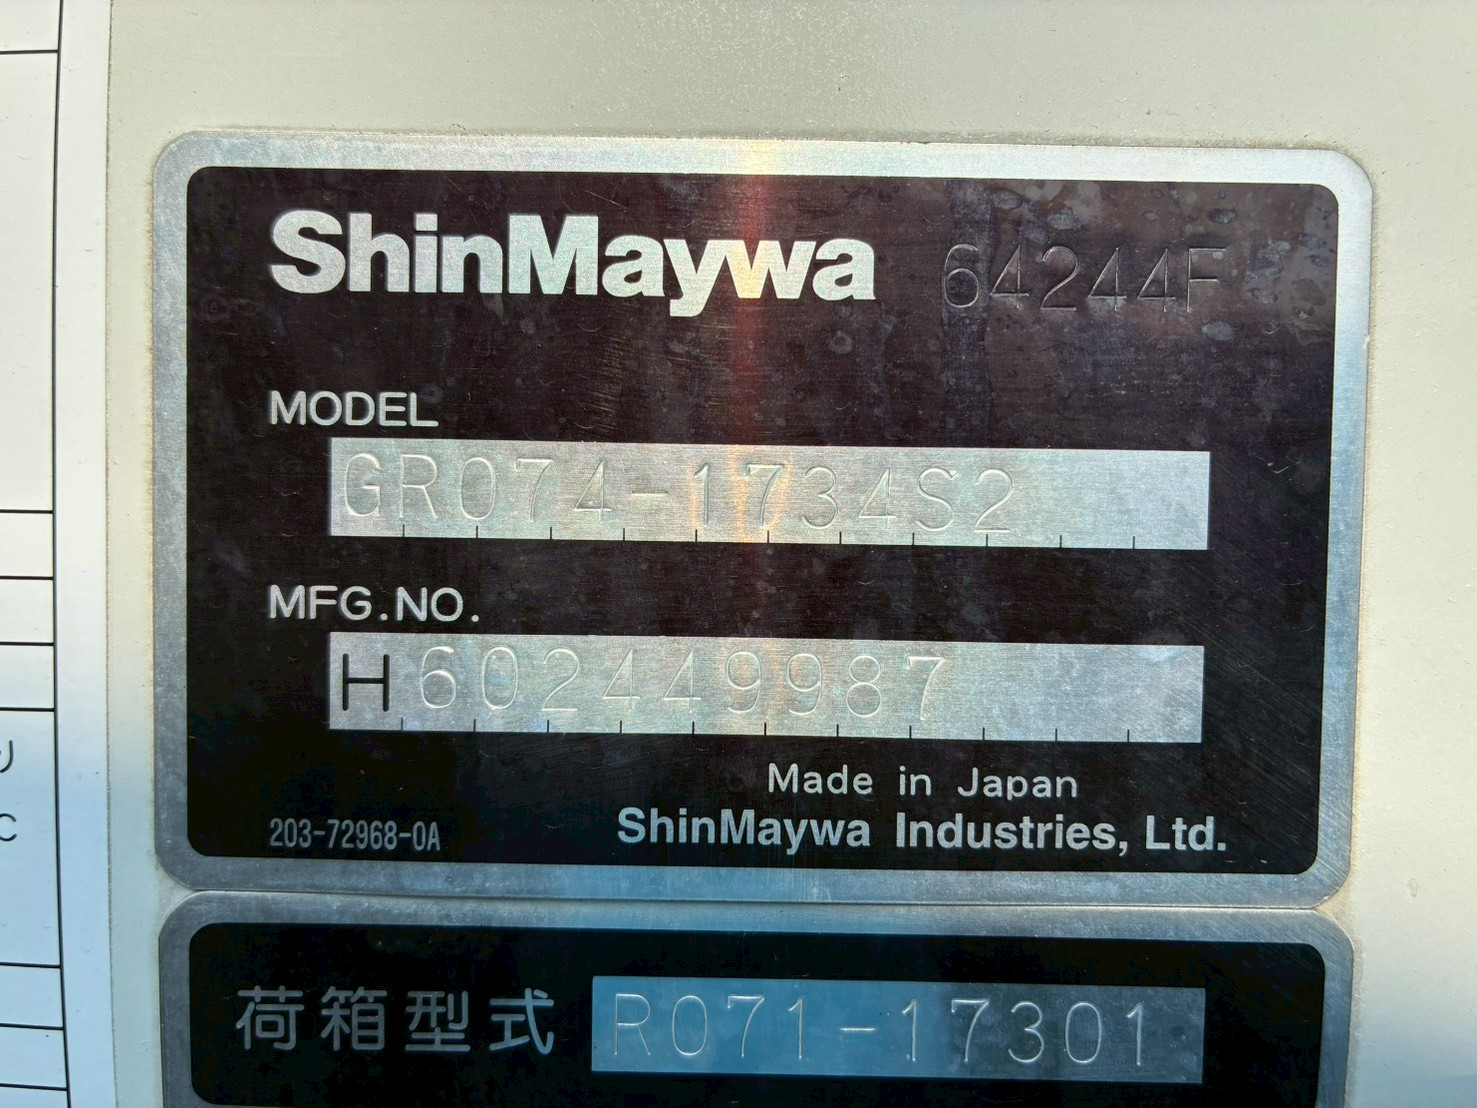 ShinMaywa 64244F
MODEL
GR074-1734S2
MFG.NO.
H602449987
Made in Japan
203-72968-0A ShinMaywa Industries, Ltd.
荷箱型式 R071-17301